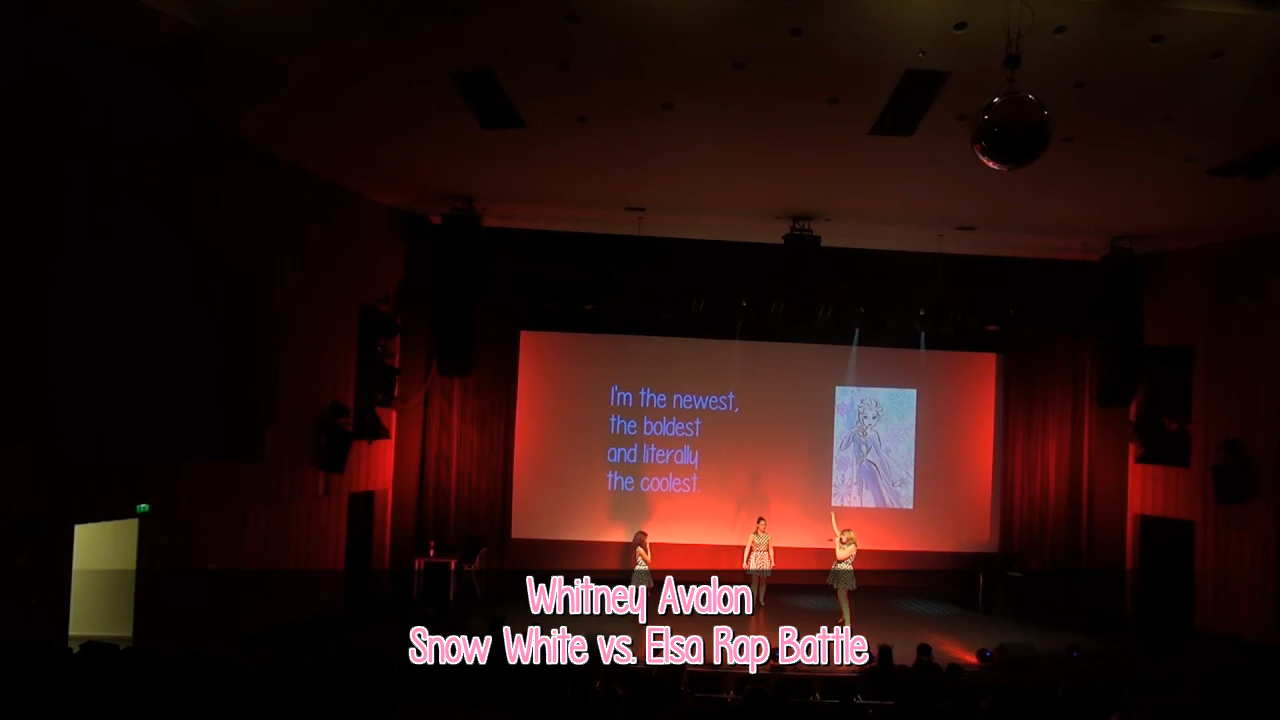 I'm the newest,
the boldest
and literally
the coolest.
Whitney Avalon
Snow White vs. Elsa Rap Battle